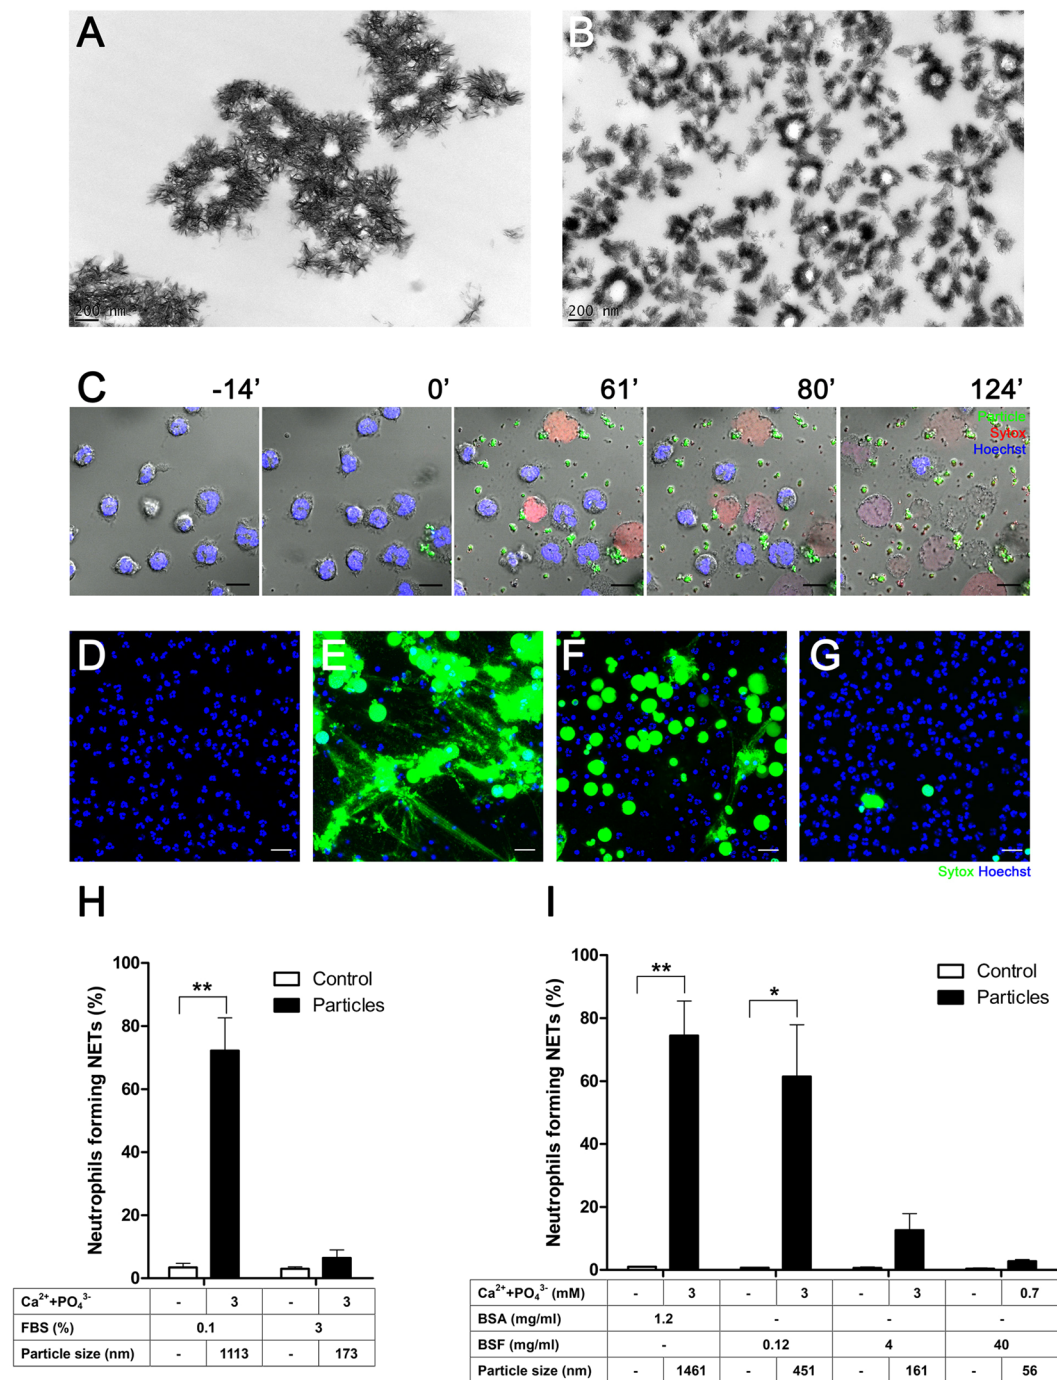 A
B
200 nm
200 nm
C
-14’
0’
61’
80’
124’
Particle
Sytox
Hoechst
D
E
F
G
Sytox Hoechst
H
I
Neutrophils forming NETs (%)
100
80
60
40
20
0
**
Control
Particles
Ca2++PO43- - 3 - 3
FBS (%) 0.1 3
Particle size (nm) - 1113 - 173
Neutrophils forming NETs (%)
100
80
60
40
20
0
**
*
Control
Particles
Ca2++PO43- (mM) - 3 - 3 - 3 - 0.7
BSA (mg/ml) 1.2 - - -
BSF (mg/ml) - 0.12 4 40
Particle size (nm) - 1461 - 451 - 161 - 56